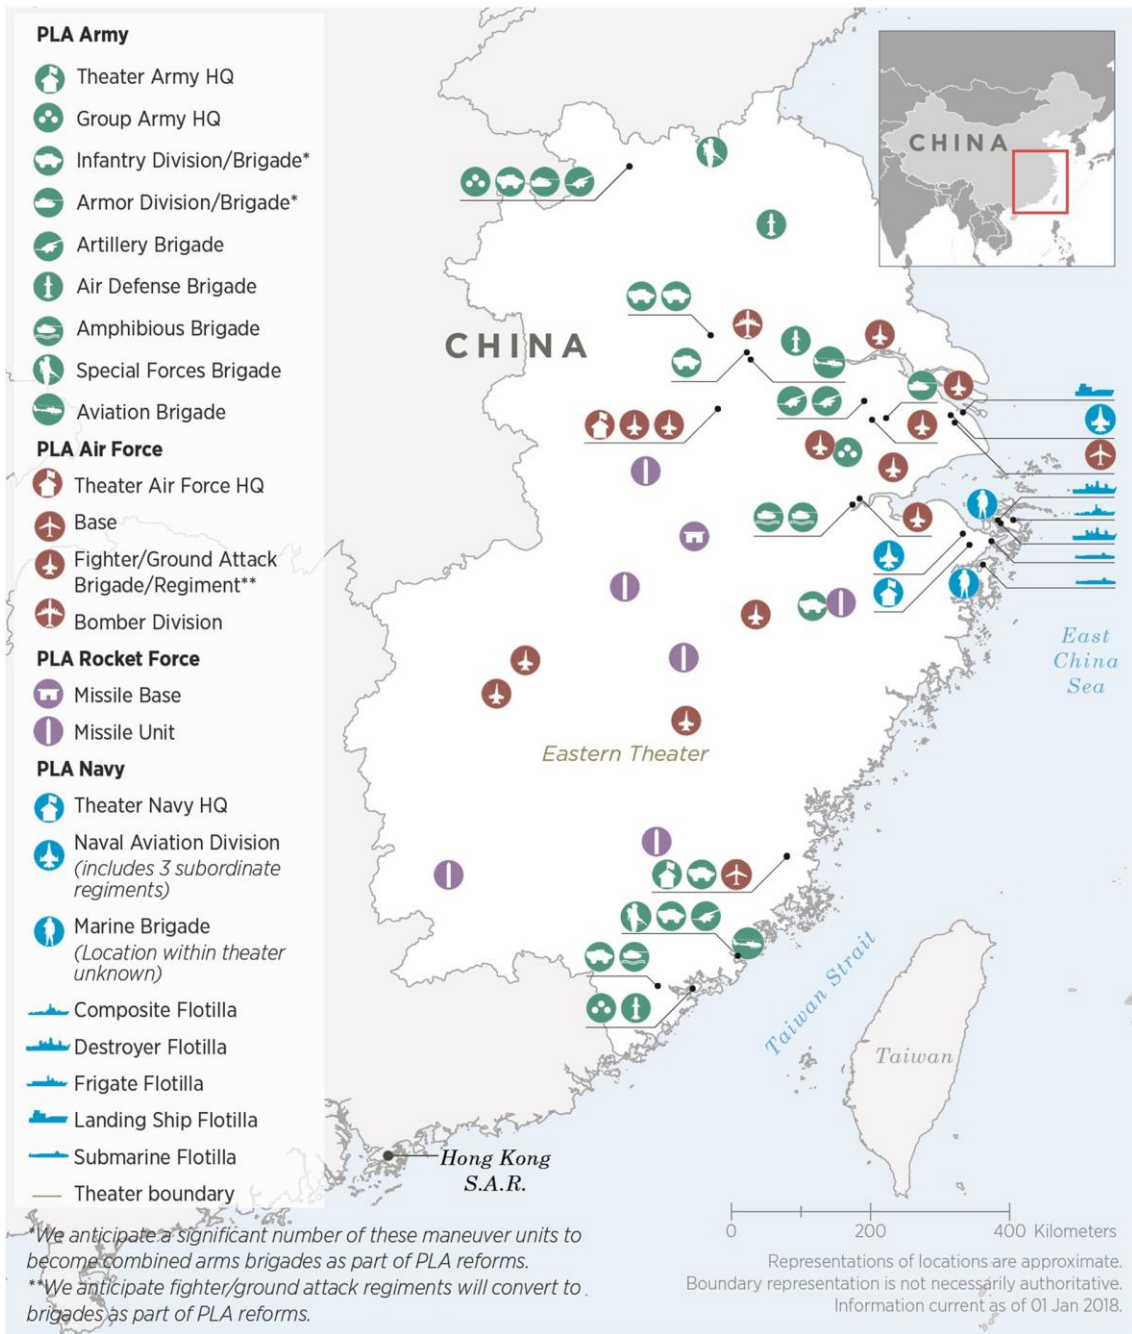 PLA Army
Theater Army HQ
Group Army HQ
Infantry Division/Brigade*
Armor Division/Brigade*
Artillery Brigade
Air Defense Brigade
Amphibious Brigade
Special Forces Brigade
Aviation Brigade
PLA Air Force
Theater Air Force HQ
Base
Fighter/Ground Attack
Brigade/Regiment**
Bomber Division
PLA Rocket Force
Missile Base
Missile Unit
PLA Navy
Theater Navy HQ
Naval Aviation Division
(includes 3 subordinate
regiments)
Marine Brigade
(Location within theater
unknown)
Composite Flotilla
Destroyer Flotilla
Frigate Flotilla
Landing Ship Flotilla
Submarine Flotilla
Theater boundary
*We anticipate a significant number of these maneuver units to
become combined arms brigades as part of PLA reforms.
**We anticipate fighter/ground attack regiments will convert to
brigades as part of PLA reforms.
CHINA
CHINA
Eastern Theater
East
China
Sea
Taiwan Strait
Taiwan
Hong Kong
S.A.R.
0 200 400 Kilometers
Representations of locations are approximate.
Boundary representation is not necessarily authoritative.
Information current as of 01 Jan 2018.